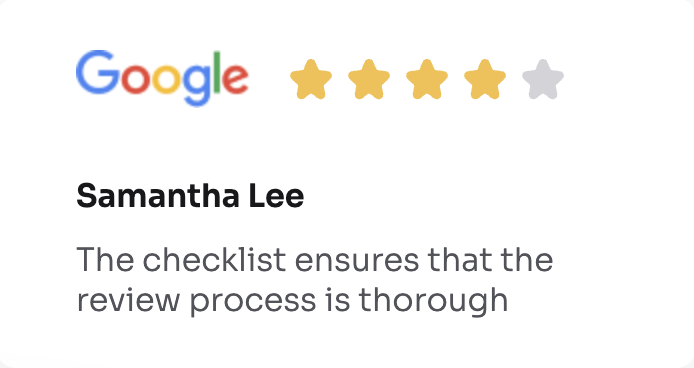 Google
Samantha Lee
The checklist ensures that the
review process is thorough